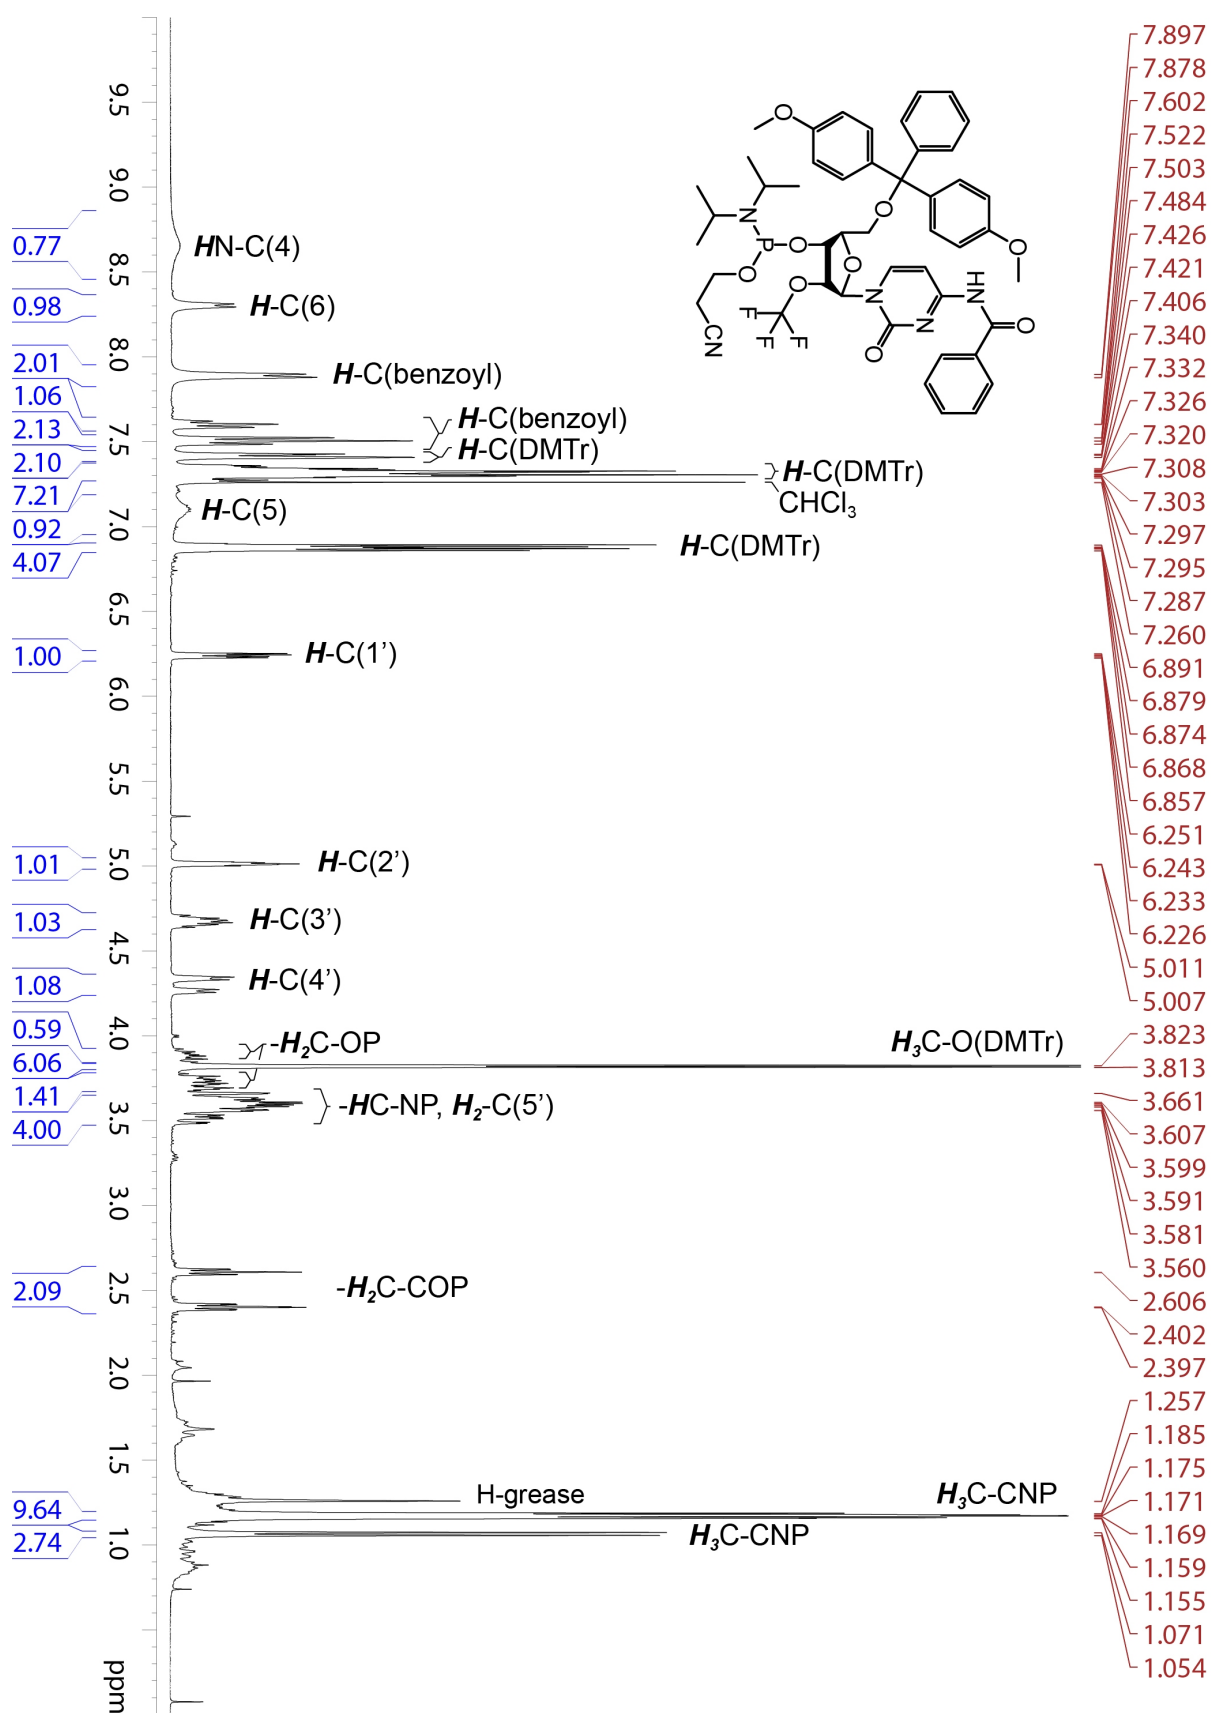 7.897
7.878
7.602
7.522
7.503
7.484
7.426
7.421
7.406
7.340
7.332
7.326
7.320
7.308
7.303
7.297
7.295
7.287
7.260
6.891
6.879
6.874
6.868
6.857
6.251
6.243
6.233
6.226
5.011
5.007
3.823
3.813
3.661
3.607
3.599
3.591
3.581
3.560
2.606
2.402
2.397
1.257
1.185
1.175
1.171
1.169
1.159
1.155
1.071
1.054
O
O
N
P
O
O
O
O
O
CN
F
F
F
N
N
O
H
N
O
HN-C(4)
H-C(6)
H-C(benzoyl)
H-C(benzoyl)
H-C(DMTr)
H-C(DMTr)
CHCl3
H-C(5)
H-C(DMTr)
H-C(1’)
H-C(2’)
H-C(3’)
H-C(4’)
-H2C-OP
H3C-O(DMTr)
-HC-NP, H2-C(5’)
-H2C-COP
H-grease
H3C-CNP
H3C-CNP
9.5
9.0
8.5
8.0
7.5
7.0
6.5
6.0
5.5
5.0
4.5
4.0
3.5
3.0
2.5
2.0
1.5
1.0
ppm
0.77
0.98
2.01
1.06
2.13
2.10
7.21
0.92
4.07
1.00
1.01
1.03
1.08
0.59
6.06
1.41
4.00
2.09
9.64
2.74